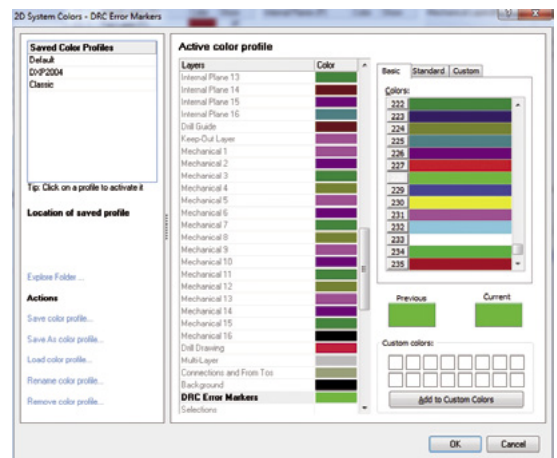 2D System Colors - DRC Error Markers
Saved Color Profiles
Default
DXP2004
Classic
Tip: Click on a profile to activate it
Location of saved profile
Explore Folder ...
Actions
Save color profile...
Save As color profile...
Load color profile...
Rename color profile...
Remove color profile...
Active color profile
Layers Color
Internal Plane 13
Internal Plane 14
Internal Plane 15
Internal Plane 16
Drill Guide
Keep-Out Layer
Mechanical 1
Mechanical 2
Mechanical 3
Mechanical 4
Mechanical 5
Mechanical 6
Mechanical 7
Mechanical 8
Mechanical 9
Mechanical 10
Mechanical 11
Mechanical 12
Mechanical 13
Mechanical 14
Mechanical 15
Mechanical 16
Drill Drawing
Multi-Layer
Connections and From Tos
Background
DRC Error Markers
Selections
Basic Standard Custom
Colors:
222
223
224
225
226
227
229
230
231
232
233
234
235
Previous Current
Custom colors:
Add to Custom Colors
OK Cancel